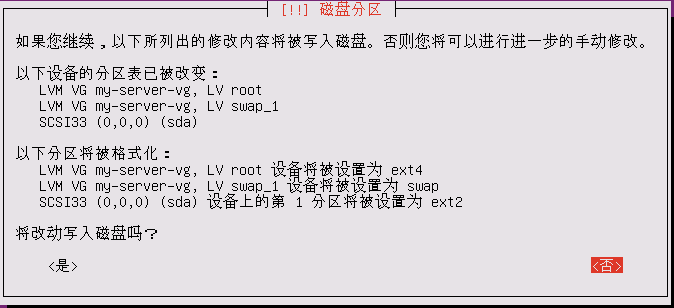 [!!] 磁盘分区
如果您继续，以下所列出的修改内容将被写入磁盘。否则您将可以进行进一步的手动修改。
以下设备的分区表已被改变：
LVM VG my-server-vg, LV root
LVM VG my-server-vg, LV swap_1
SCSI33 (0,0,0) (sda)
以下分区将被格式化：
LVM VG my-server-vg, LV root 设备将被设置为 ext4
LVM VG my-server-vg, LV swap_1 设备将被设置为 swap
SCSI33 (0,0,0) (sda) 设备上的第 1 分区将被设置为 ext2
将改动写入磁盘吗？
<是> <否>